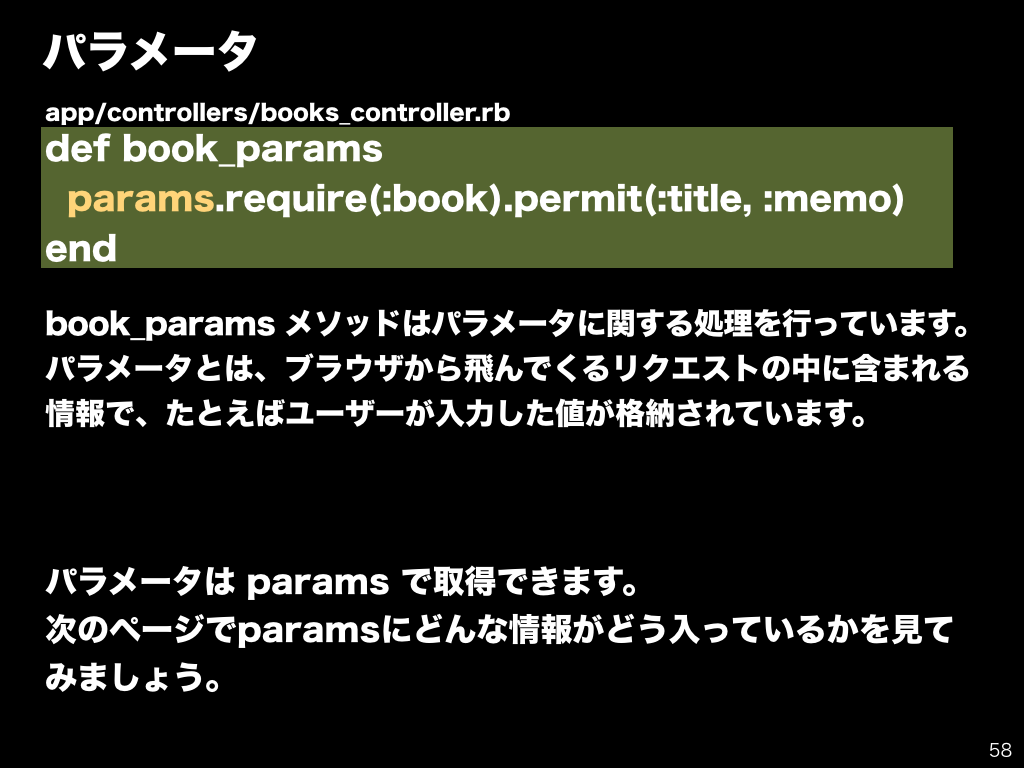 パラメータ
app/controllers/books_controller.rb
def book_params
params.require(:book).permit(:title, :memo)
end
book_params メソッドはパラメータに関する処理を行っています。
パラメータとは、ブラウザから飛んでくるリクエストの中に含まれる
情報で、たとえばユーザーが入力した値が格納されています。
パラメータは params で取得できます。
次のページでparamsにどんな情報がどう入っているかを見て
みましょう。
58